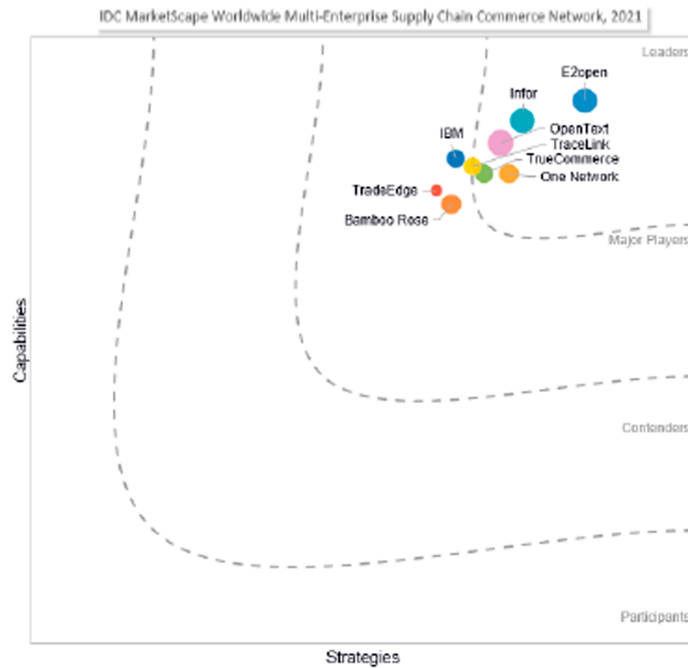 IDC MarketScape Worldwide Multi-Enterprise Supply Chain Commerce Network, 2021
Leaders
E2open
Infor
OpenText
IBM
TraceLink
TrueCommerce
One Network
TradeEdge
Bamboo Rose
Major Players
Capabilities
Contenders
Participants
Strategies